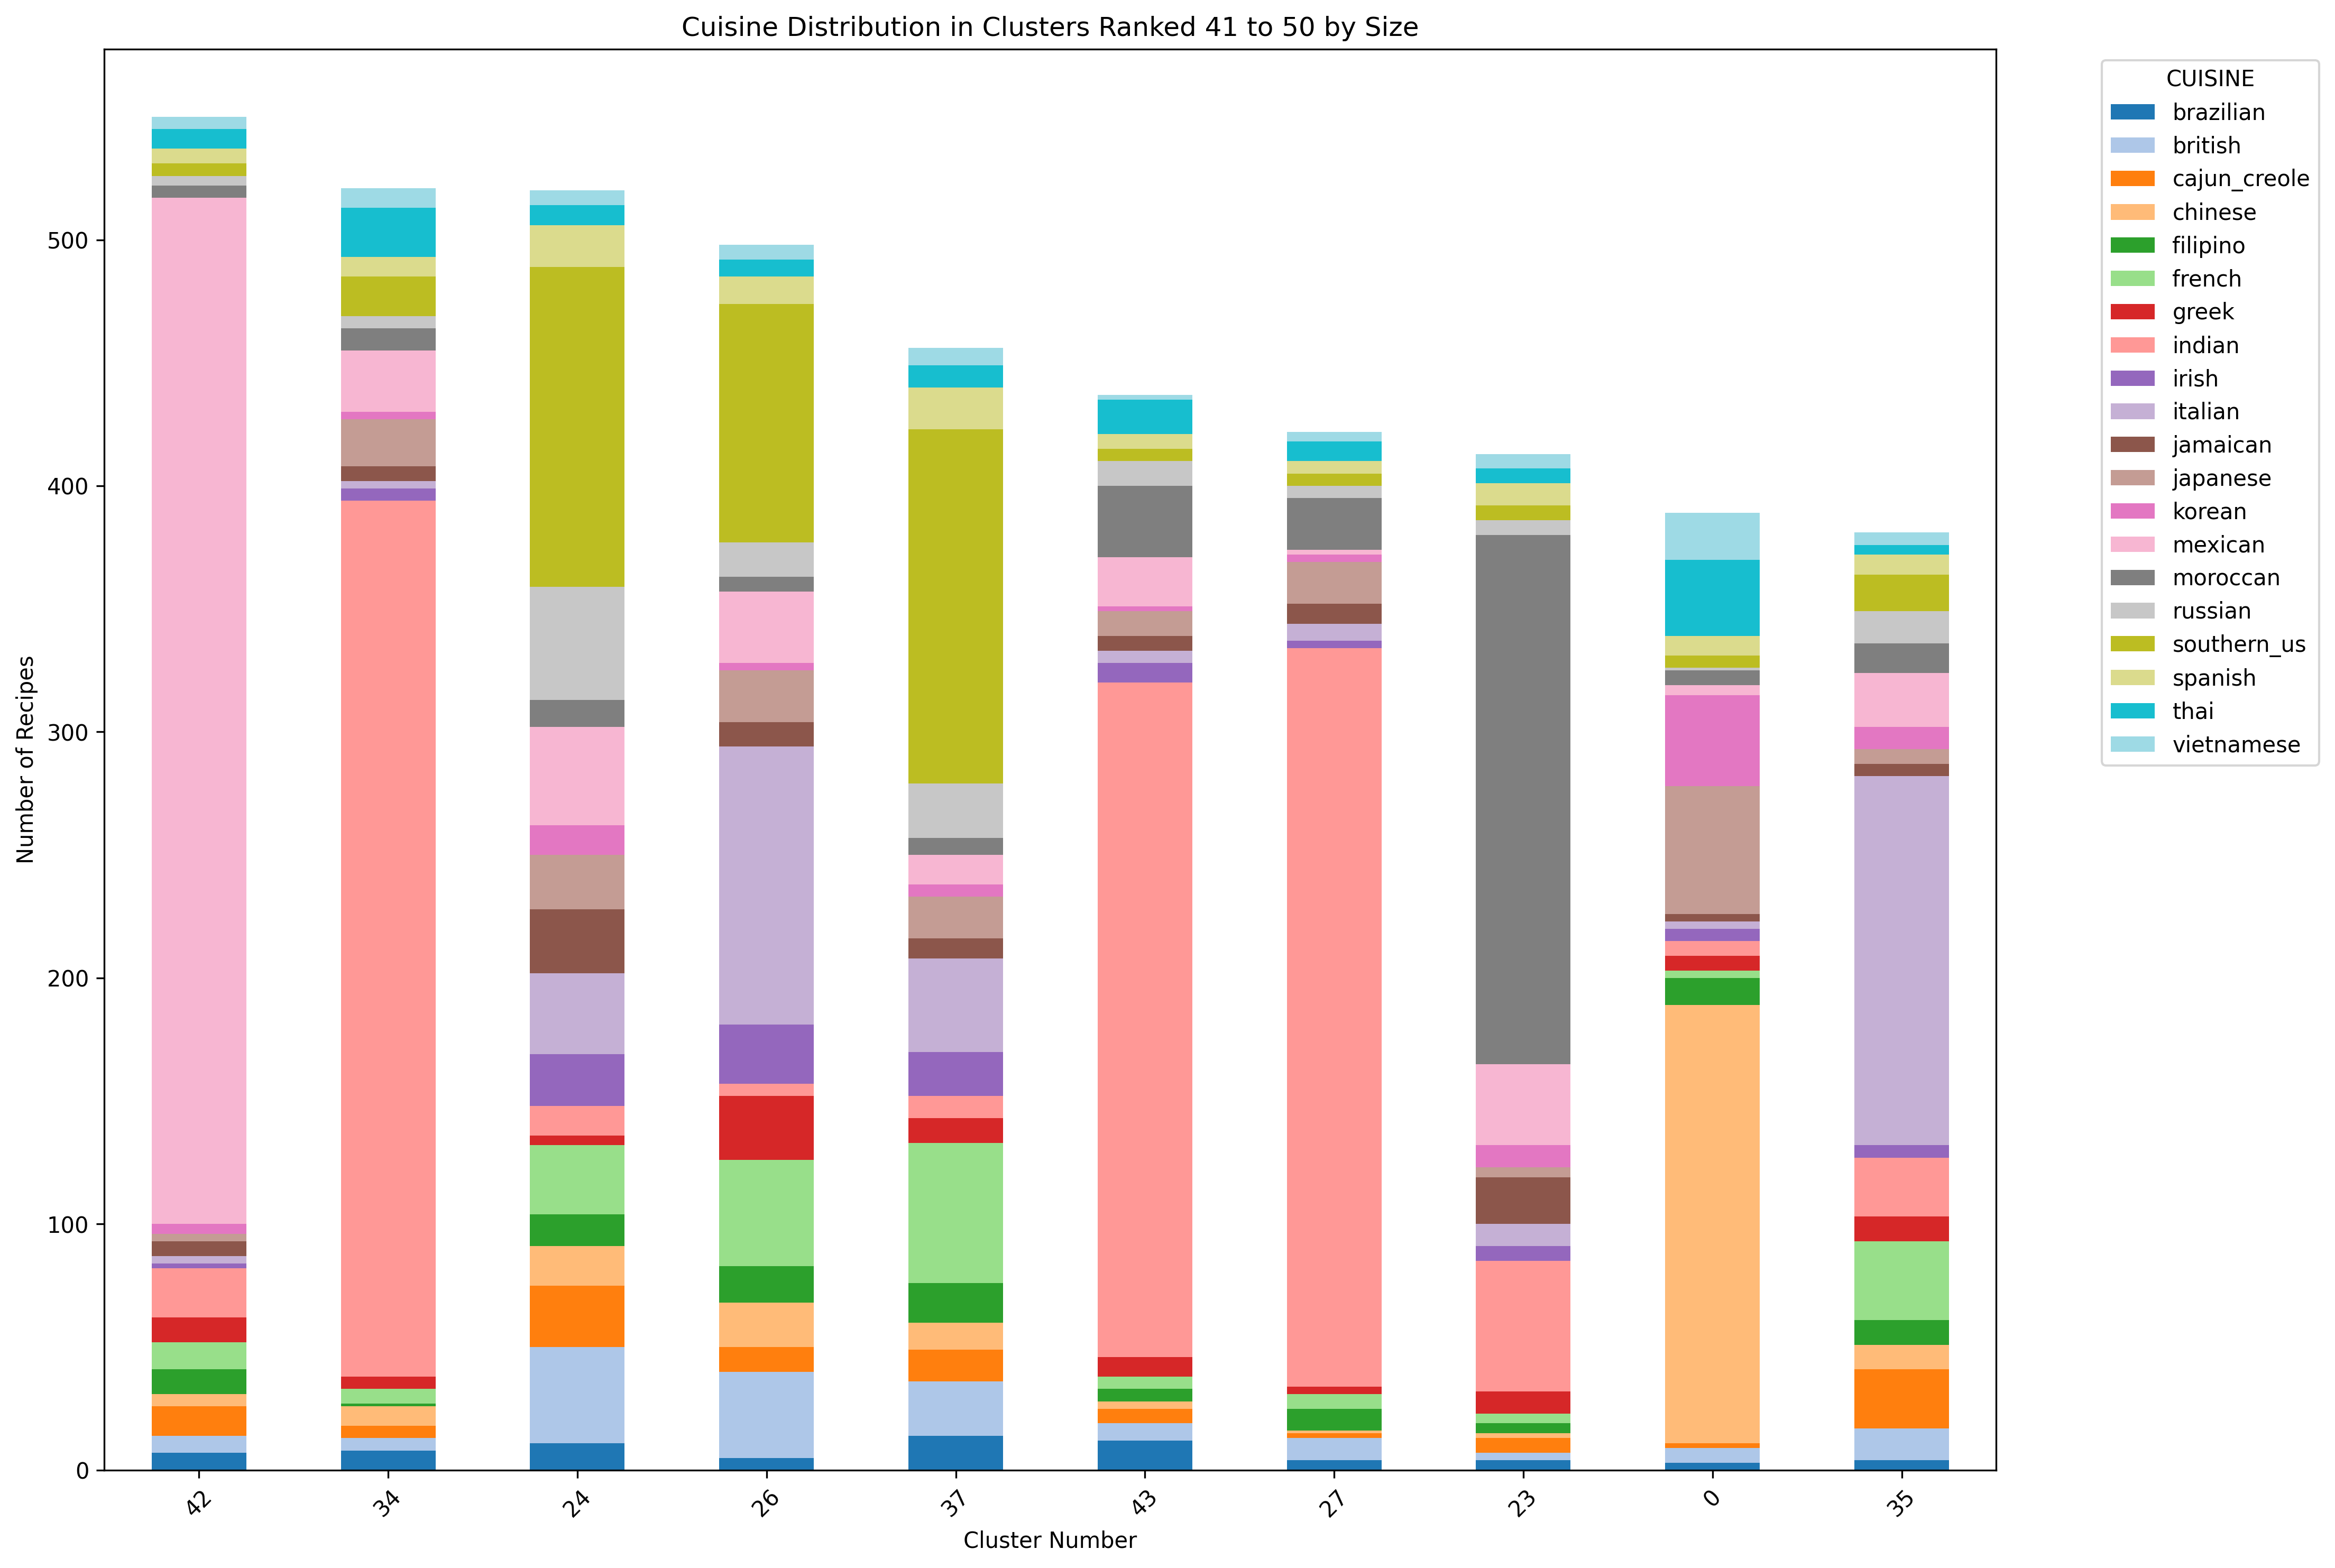 Cuisine Distribution in Clusters Ranked 41 to 50 by Size
CUISINE
brazilian
british
cajun_creole
chinese
filipino
french
greek
indian
irish
italian
jamaican
japanese
korean
mexican
moroccan
russian
southern_us
spanish
thai
vietnamese
Number of Recipes
500
400
300
200
100
0
42 34 24 26 37 43 27 23 0 35
Cluster Number